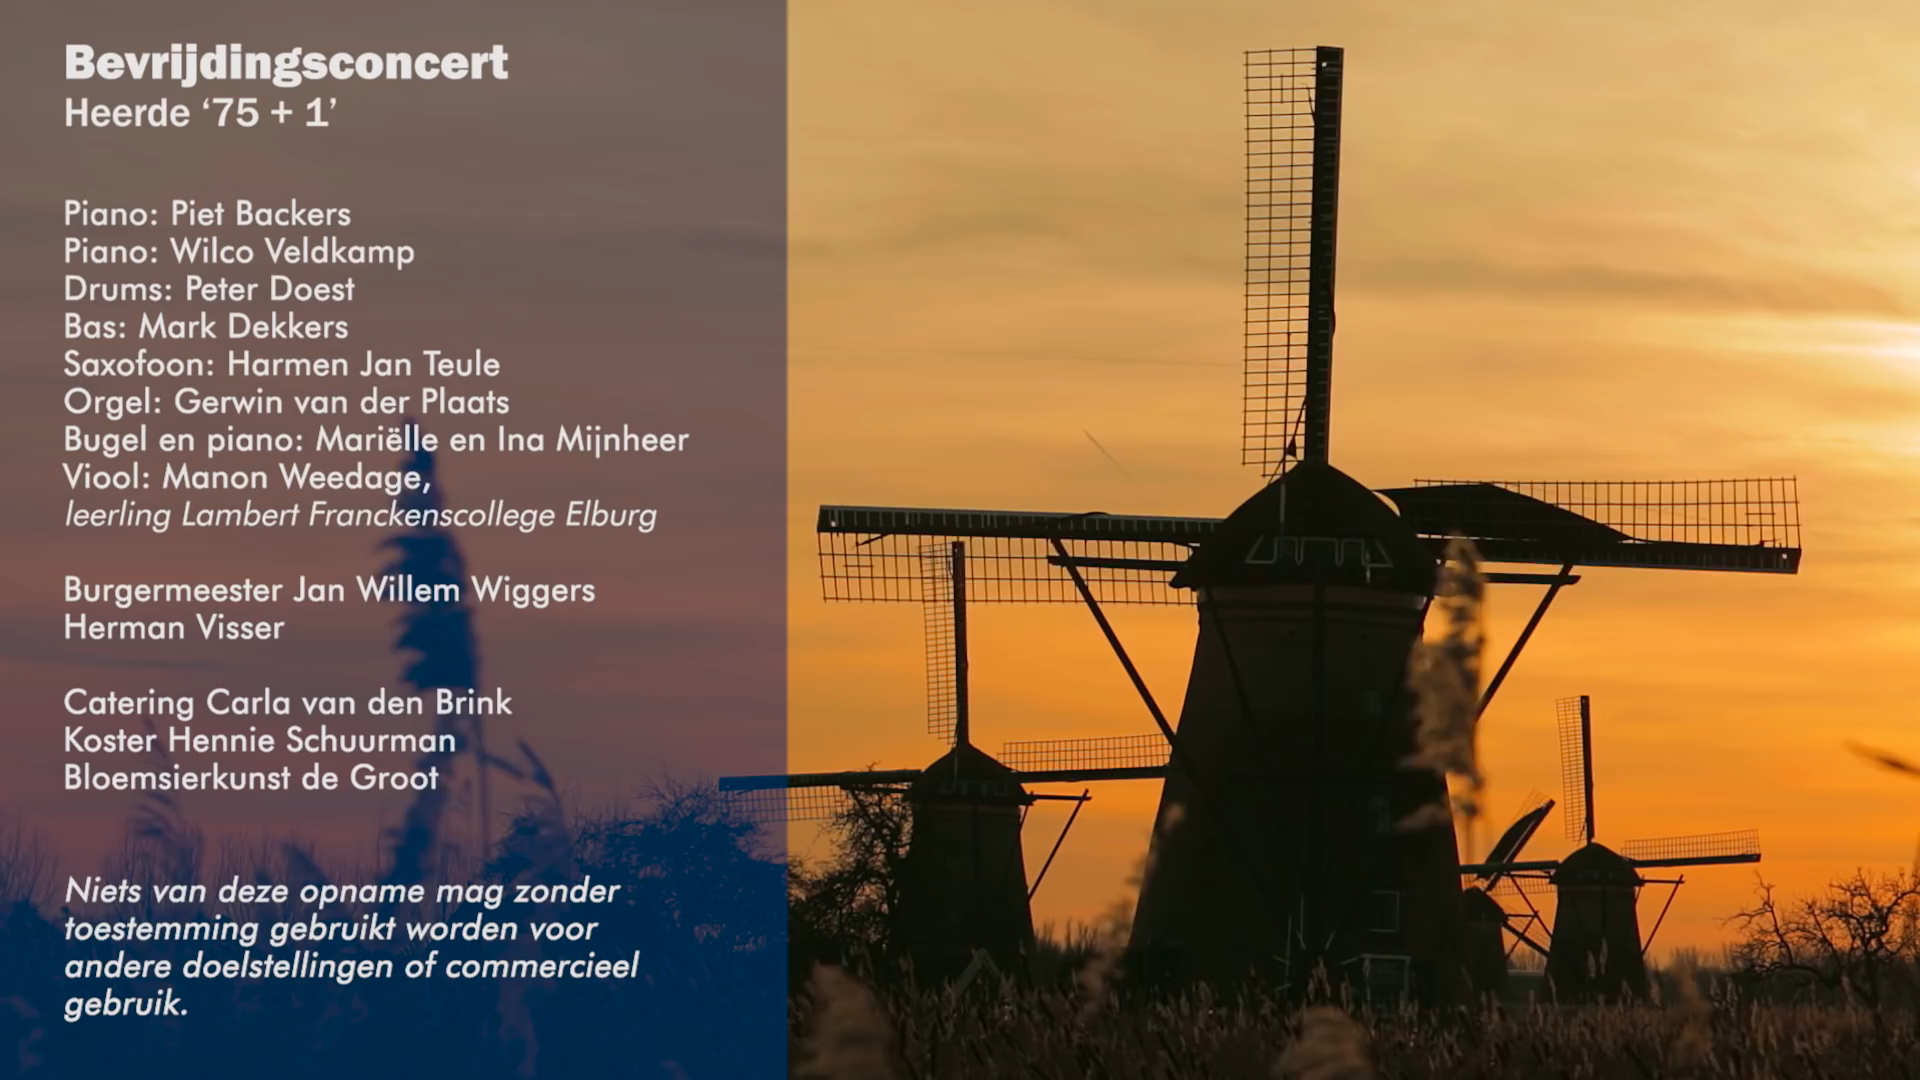 Bevrijdingsconcert
Heerde ‘75 + 1’
Piano: Piet Backers
Piano: Wilco Veldkamp
Drums: Peter Doest
Bas: Mark Dekkers
Saxofoon: Harmen Jan Teule
Orgel: Gerwin van der Plaats
Bugel en piano: Mariëlle en Ina Mijnheer
Viool: Manon Weedage,
leerling Lambert Franckenscollege Elburg
Burgermeester Jan Willem Wiggers
Herman Visser
Catering Carla van den Brink
Koster Hennie Schuurman
Bloemsierkunst de Groot
Niets van deze opname mag zonder
toestemming gebruikt worden voor
andere doelstellingen of commercieel
gebruik.